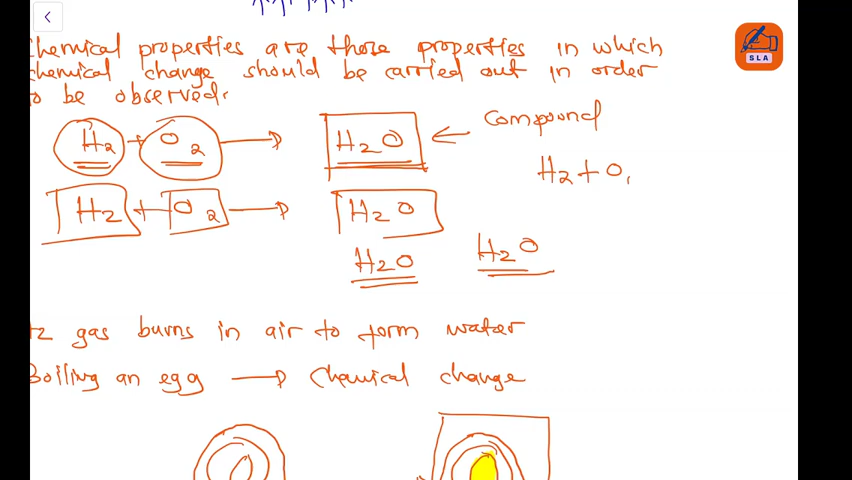 chemical properties are those properties in which
chemical change should be carried out in order
to be observed.
H2 + O2 → H2O ← Compound
H2 + O,
H2 + O2 → H2O
H2O H2O
H2 gas burns in air to form water
Boiling an egg → Chemical change
SLA